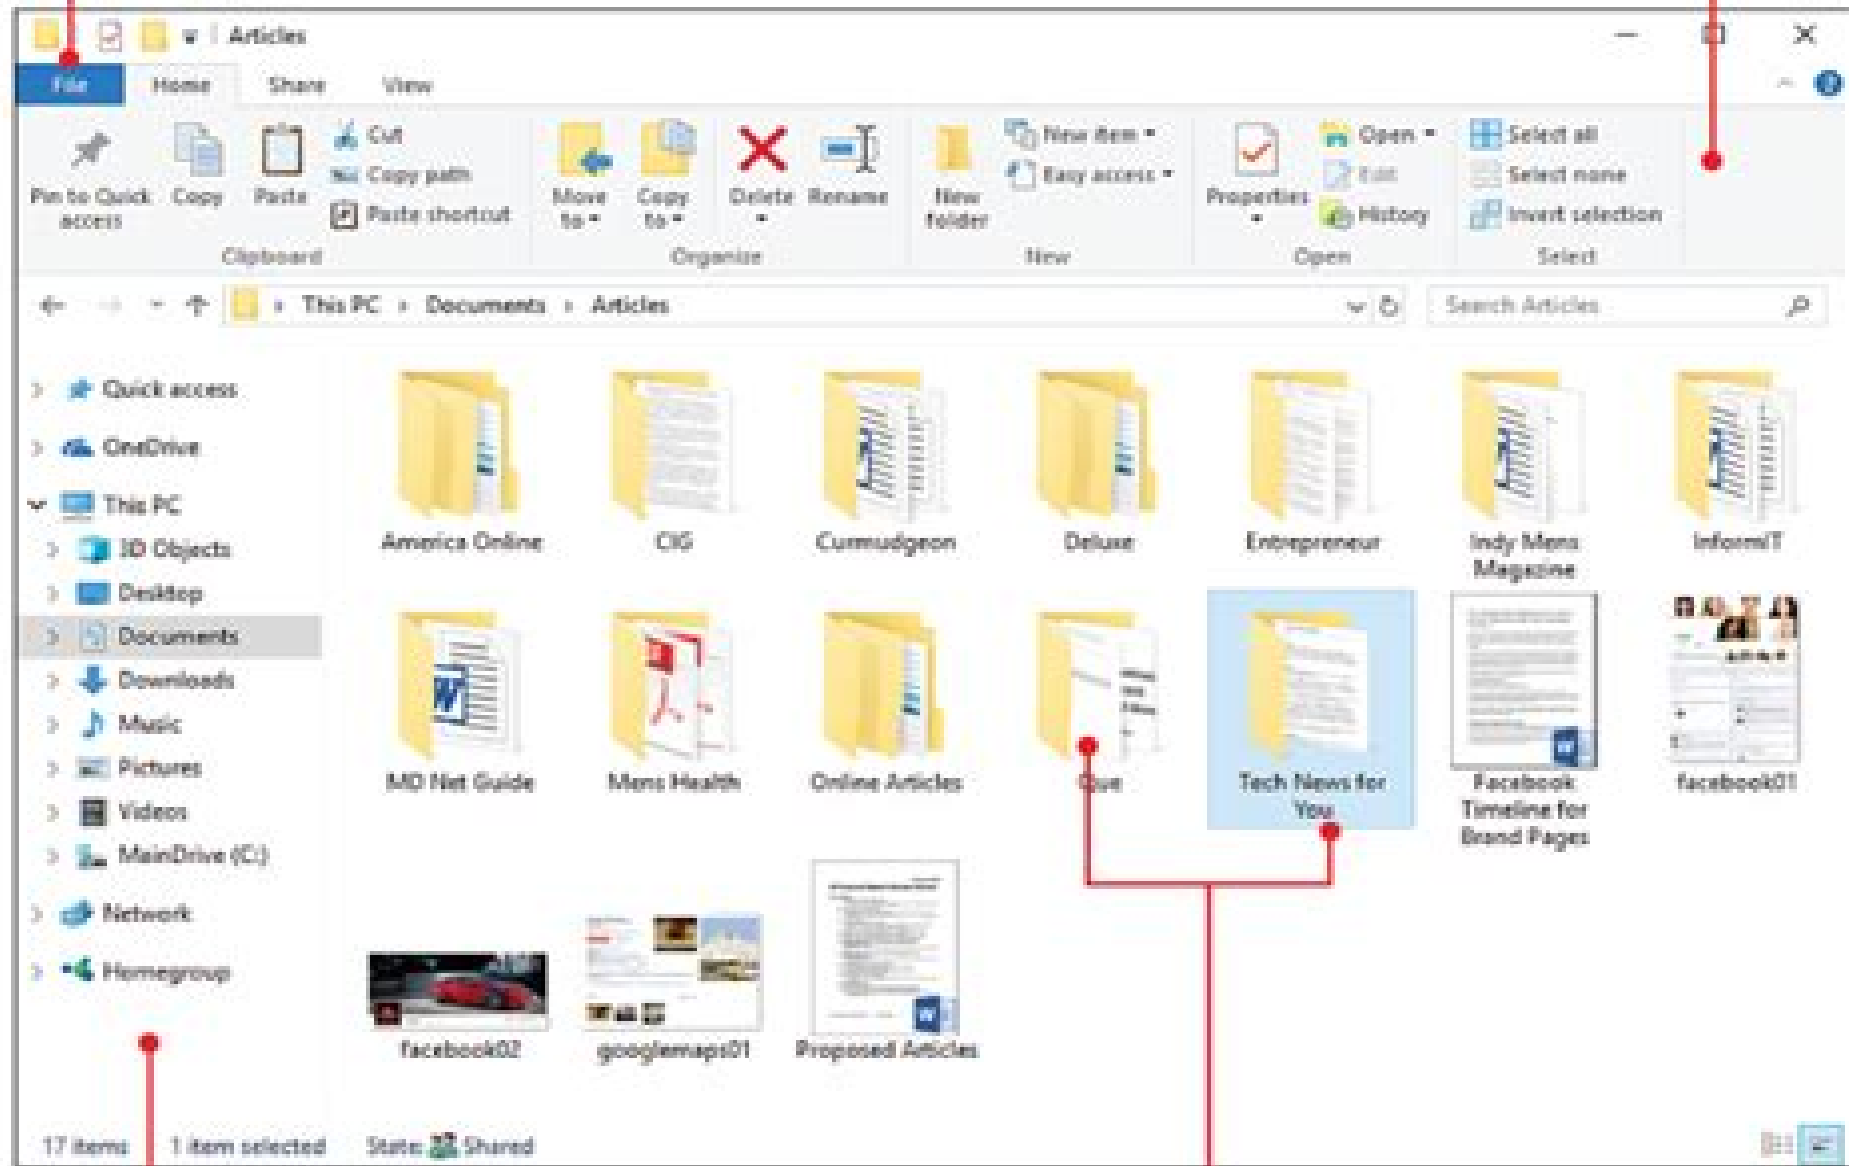 Articles
File Home Share View
Pin to Quick access
Copy
Paste
Cut
Copy path
Paste shortcut
Clipboard
Move to
Copy to
Delete
Rename
Organize
New folder
New item
Easy access
New
Properties
Open
Edit
History
Open
Select all
Select none
Invert selection
Select
This PC > Documents > Articles
Search Articles
Quick access
OneDrive
This PC
3D Objects
Desktop
Documents
Downloads
Music
Pictures
Videos
MainDrive (C:)
Network
Homegroup
America Online
CIG
Curmudgeon
Deluxe
Entrepreneur
Indy Mens
Magazine
InformIT
MD Net Guide
Mens Health
Online Articles
Que
Tech News for
You
Facebook
Timeline for
Brand Pages
facebook01
facebook02
googlemaps01
Proposed Articles
17 items 1 item selected State: Shared